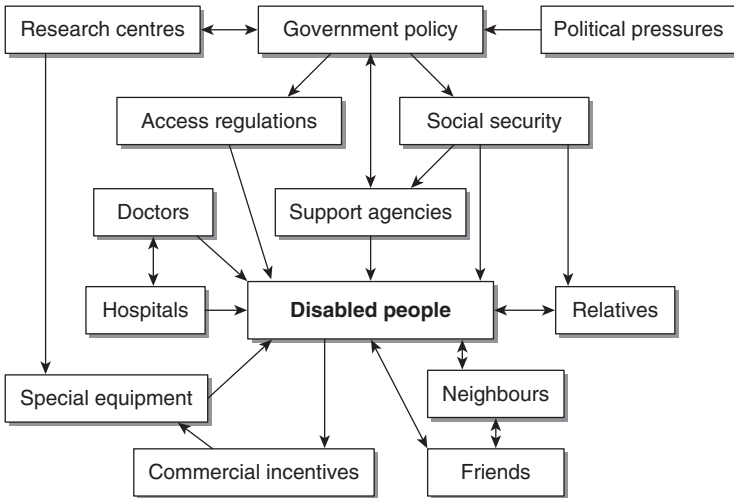 Research centres
Government policy
Political pressures
Access regulations
Social security
Doctors
Support agencies
Hospitals
Disabled people
Relatives
Special equipment
Neighbours
Commercial incentives
Friends